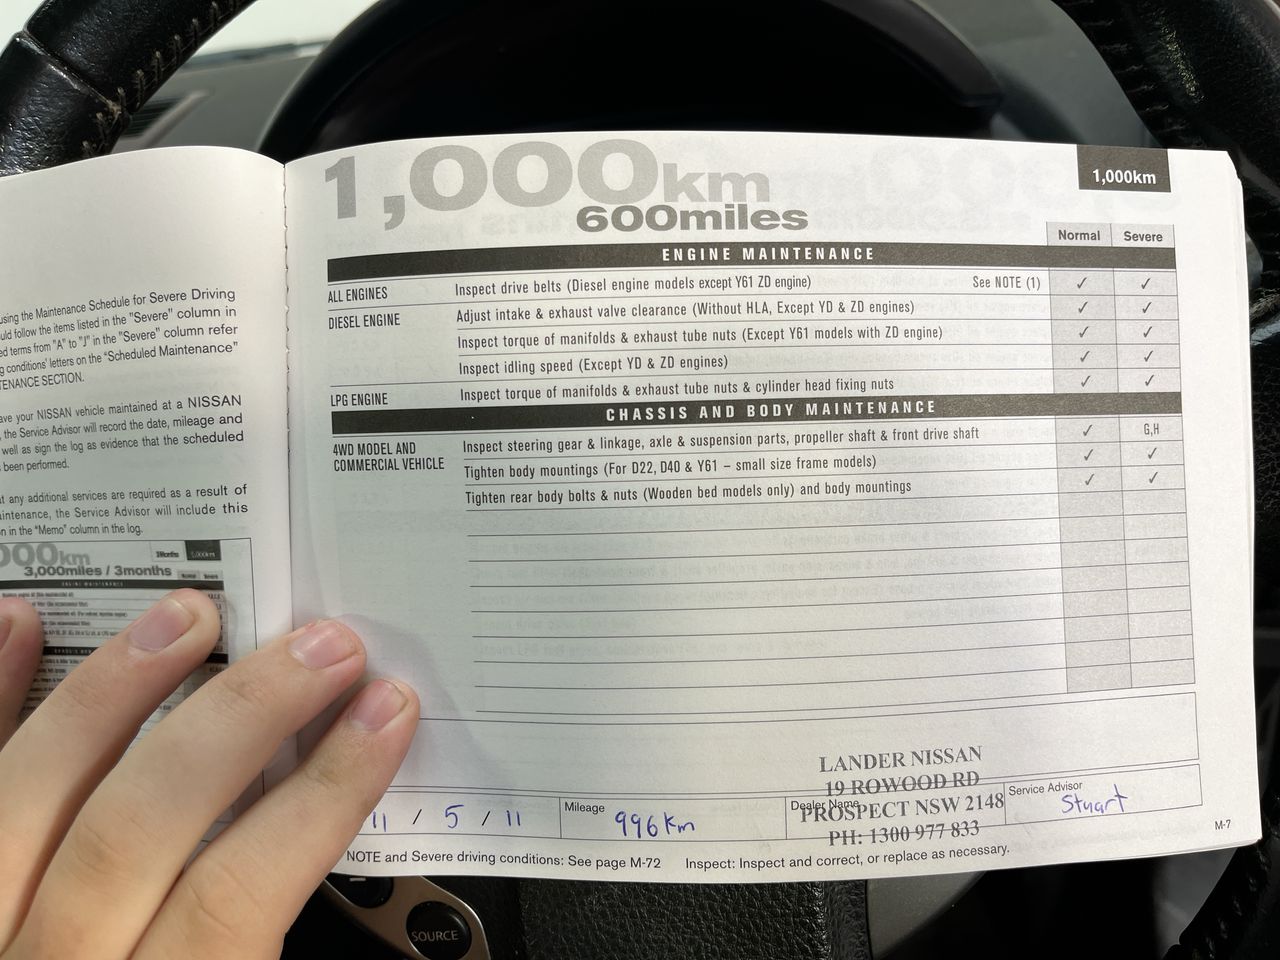 using the Maintenance Schedule for Severe Driving
uld follow the items listed in the "Severe" column in
ed terms from "A" to "J" in the "Severe" column refer
g conditions' letters on the "Scheduled Maintenance"
TENANCE SECTION.
ave your NISSAN vehicle maintained at a NISSAN
, the Service Advisor will record the date, mileage and
well as sign the log as evidence that the scheduled
been performed.
at any additional services are required as a result of
aintenance, the Service Advisor will include this
n in the "Memo" column in the log.
000km
3,000miles / 3months
3Months
1,000km
1,000km
600miles
1,000km
Normal Severe
ENGINE MAINTENANCE
ALL ENGINES Inspect drive belts (Diesel engine models except Y61 ZD engine) See NOTE (1) ✓ ✓
DIESEL ENGINE Adjust intake & exhaust valve clearance (Without HLA, Except YD & ZD engines) ✓ ✓
Inspect torque of manifolds & exhaust tube nuts (Except Y61 models with ZD engine) ✓ ✓
Inspect idling speed (Except YD & ZD engines) ✓ ✓
LPG ENGINE Inspect torque of manifolds & exhaust tube nuts & cylinder head fixing nuts ✓ ✓
CHASSIS AND BODY MAINTENANCE
4WD MODEL AND Inspect steering gear & linkage, axle & suspension parts, propeller shaft & front drive shaft ✓ G,H
COMMERCIAL VEHICLE Tighten body mountings (For D22, D40 & Y61 – small size frame models) ✓ ✓
Tighten rear body bolts & nuts (Wooden bed models only) and body mountings ✓ ✓
LANDER NISSAN
19 ROWOOD RD
PROSPECT NSW 2148
PH: 1300 977 833
11 / 5 / 11
Mileage 996km
Dealer Name
Service Advisor
Stuart
NOTE and Severe driving conditions: See page M-72 Inspect: Inspect and correct, or replace as necessary.
M-7
SOURCE